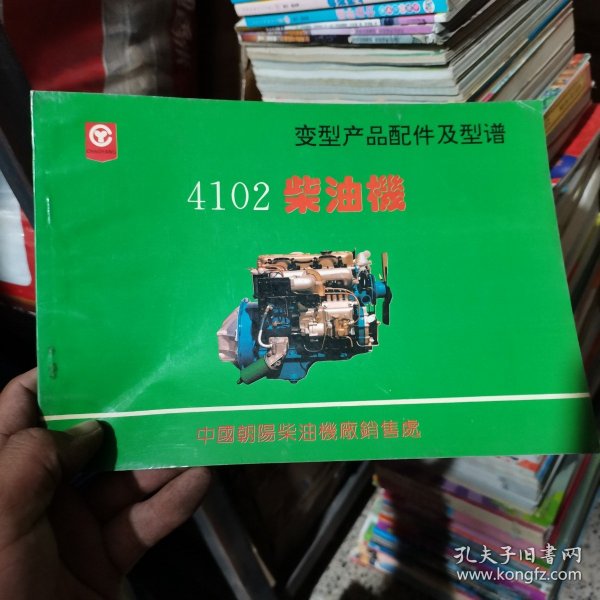 变型产品配件及型谱
4102 柴油機
中國朝陽柴油機廠銷售處
孔夫子旧书网
www.kongfz.com